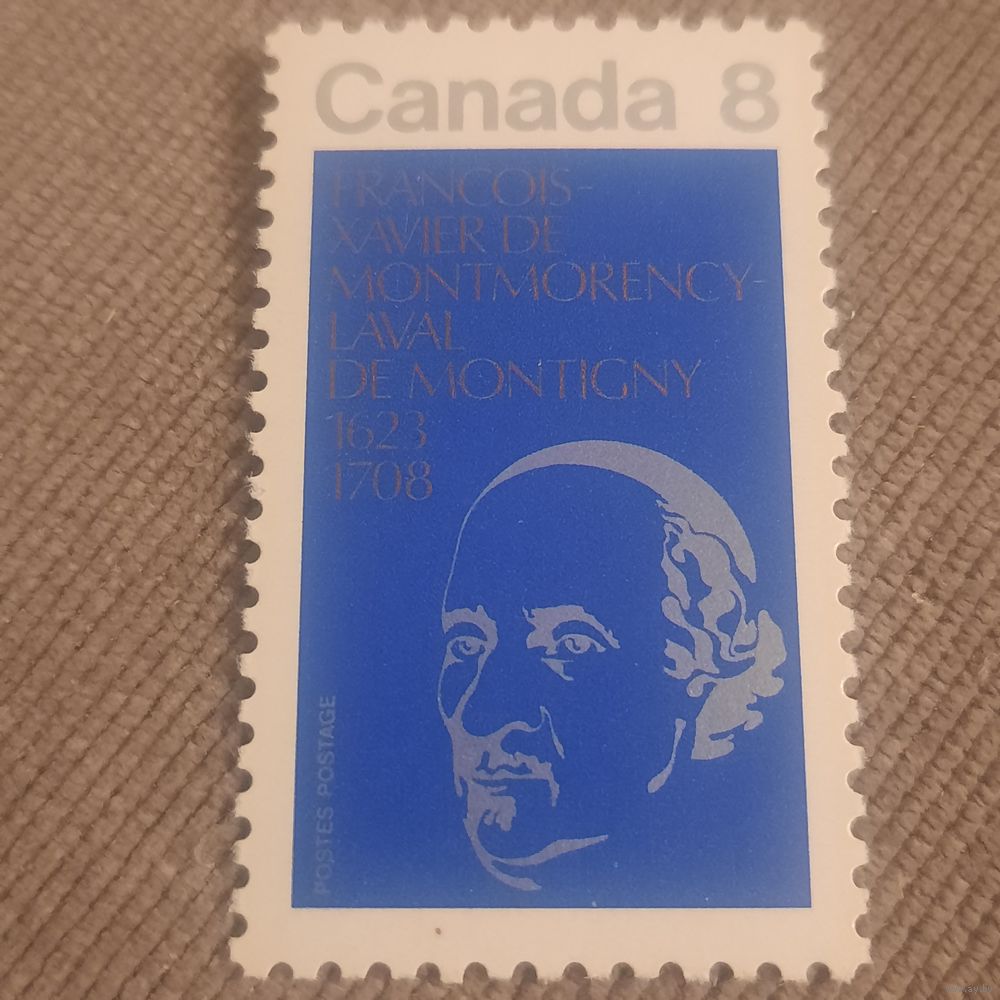 Canada 8
FRANCOIS-
XAVIER DE
MONTMORENCY-
LAVAL
DE MONTIGNY
1623
1708
POSTES POSTAGE